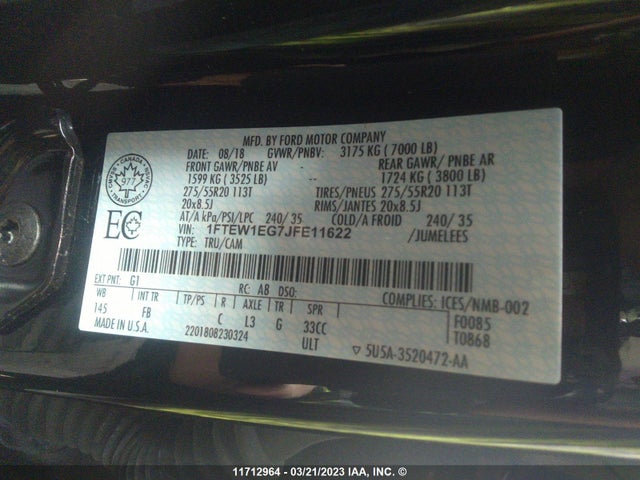 MFD. BY FORD MOTOR COMPANY
DATE: 08/18 GVWR/PNBV: 3175 KG ( 7000 LB)
FRONT GAWR/PNBE AV REAR GAWR/ PNBE AR
1599 KG ( 3525 LB) 1724 KG ( 3800 LB)
275/55R20 113T TIRES/PNEUS 275/55R20 113T
20x8.5J RIMS/JANTES 20x8.5J
AT/A kPa/PSI/LPC 240/ 35 COLD/A FROID 240/ 35
VIN: 1FTEW1EG7JFE11622 /JUMELEES
TYPE: TRU/CAM
CANADA
TRANSPORT
EC
EXT PNT: G1 RC: AB DSO: COMPLIES: ICES/NMB-002
WB INT TR TP/PS R AXLE TR SPR F0085
145 FB C L3 G 33CC T0868
MADE IN U.S.A. 2201808230324 ULT 5U5A-3520472-AA
11712964 - 03/21/2023 IAA, INC. ©